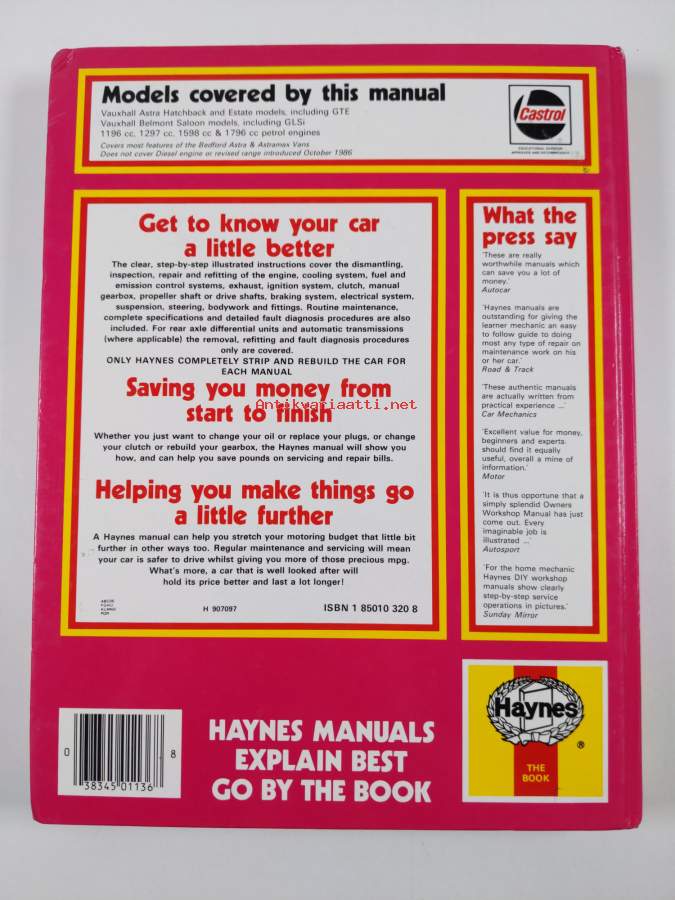 Models covered by this manual
Vauxhall Astra Hatchback and Estate models, including GTE
Vauxhall Belmont Saloon models, including GLSi
1196 cc, 1297 cc, 1598 cc & 1796 cc petrol engines
Covers most features of the Bedford Astra & Astramax Vans
Does not cover Diesel engine or revised range introduced October 1986
Castrol
Get to know your car
a little better
The clear, step-by-step illustrated instructions cover the dismantling,
inspection, repair and refitting of the engine, cooling system, fuel and
emission control systems, exhaust, ignition system, clutch, manual
gearbox, propeller shaft or drive shafts, braking system, electrical system,
suspension, steering, bodywork and fittings. Routine maintenance,
complete specifications and detailed fault diagnosis procedures are also
included. For rear axle differential units and automatic transmissions
(where applicable) the removal, refitting and fault diagnosis procedures
only are covered.
ONLY HAYNES COMPLETELY STRIP AND REBUILD THE CAR FOR
EACH MANUAL
Saving you money from
start to finish
Antikvariaatti.net
Whether you just want to change your oil or replace your plugs, or change
your clutch or rebuild your gearbox, the Haynes manual will show you
how, and can help you save pounds on servicing and repair bills.
Helping you make things go
a little further
A Haynes manual can help you stretch your motoring budget that little bit
further in other ways too. Regular maintenance and servicing will mean
your car is safer to drive whilst giving you more of those precious mpg.
What's more, a car that is well looked after will
hold its price better and last a lot longer!
H 907097
ISBN 1 85010 320 8
What the
press say
'These are really
worthwhile manuals which
can save you a lot of
money.'
Autocar
'Haynes manuals are
outstanding for giving the
learner mechanic an easy
to follow guide to doing
most any type of repair on
maintenance work on his
or her car.'
Road & Track
'These authentic manuals
are actually written from
practical experience ...'
Car Mechanics
'Excellent value for money,
beginners and experts
should find it equally
useful, overall a mine of
information.'
Motor
'It is thus opportune that a
simply splendid Owners
Workshop Manual has just
come out. Every
imaginable job is
illustrated ...'
Autosport
'For the home mechanic
Haynes DIY workshop
manuals show clearly
step-by-step service
operations in pictures.'
Sunday Mirror
0 38345 01136 8
HAYNES MANUALS
EXPLAIN BEST
GO BY THE BOOK
Haynes
®
THE
BOOK